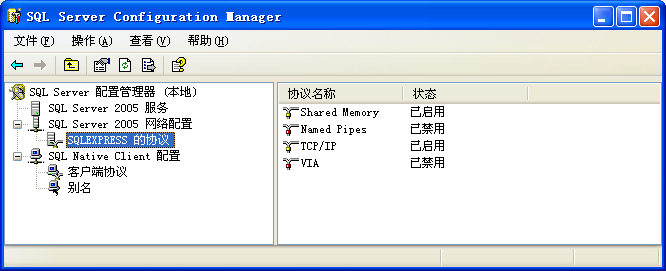 SQL Server Configuration Manager
文件(F) 操作(A) 查看(V) 帮助(H)
SQL Server 配置管理器 (本地)
SQL Server 2005 服务
SQL Server 2005 网络配置
SQLEXPRESS 的协议
SQL Native Client 配置
客户端协议
别名
协议名称 状态
Shared Memory 已启用
Named Pipes 已禁用
TCP/IP 已启用
VIA 已禁用